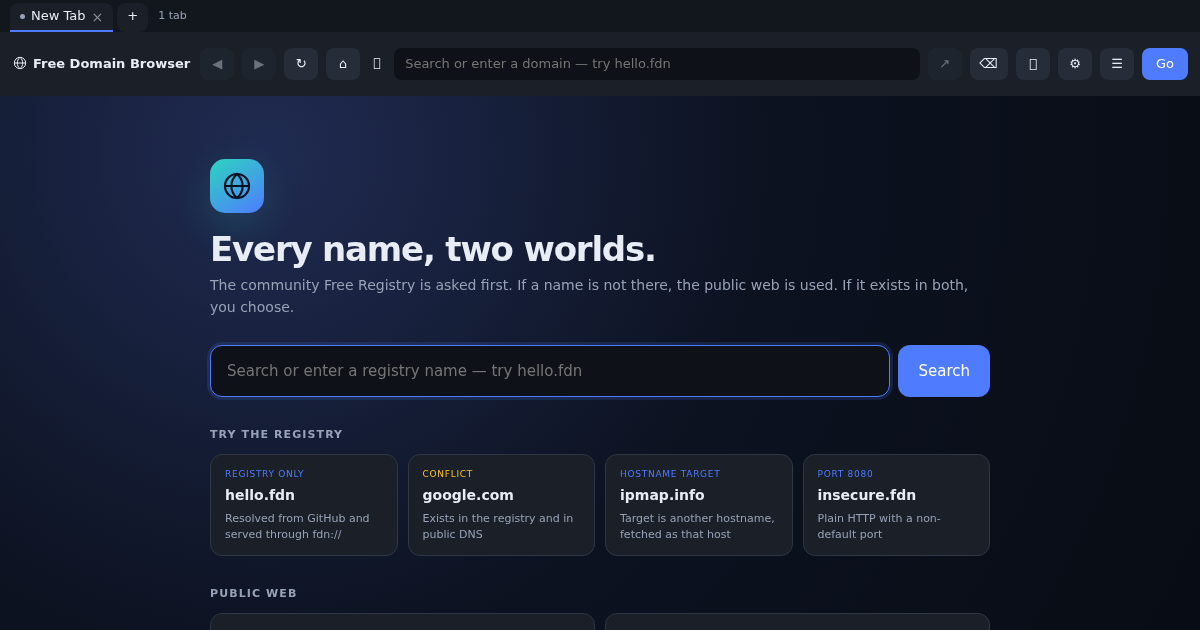 New Tab
1 tab
Free Domain Browser
Search or enter a domain — try hello.fdn
Go
Every name, two worlds.
The community Free Registry is asked first. If a name is not there, the public web is used. If it exists in both,
you choose.
Search or enter a registry name — try hello.fdn
Search
TRY THE REGISTRY
REGISTRY ONLY
hello.fdn
Resolved from GitHub and
served through fdn://
CONFLICT
google.com
Exists in the registry and in
public DNS
HOSTNAME TARGET
ipmap.info
Target is another hostname,
fetched as that host
PORT 8080
insecure.fdn
Plain HTTP with a non-
default port
PUBLIC WEB